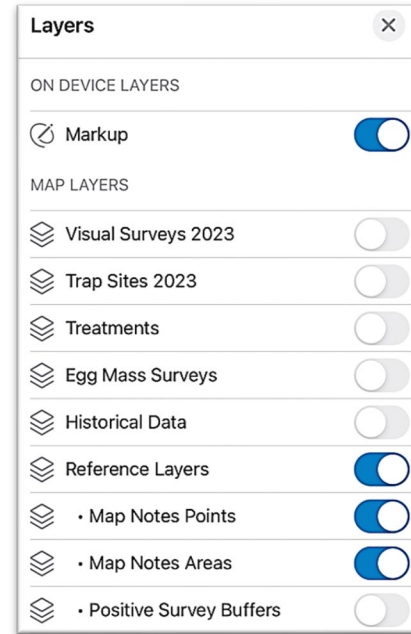 Layers
ON DEVICE LAYERS
Markup
MAP LAYERS
Visual Surveys 2023
Trap Sites 2023
Treatments
Egg Mass Surveys
Historical Data
Reference Layers
• Map Notes Points
• Map Notes Areas
• Positive Survey Buffers